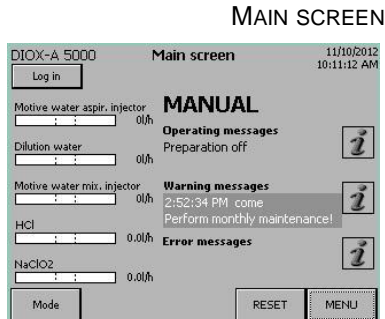 MAIN SCREEN
DIOX-A 5000 Main screen 11/10/2012
10:11:12 AM
Log in
Motive water aspir. injector
0l/h
Dilution water
0l/h
Motive water mix. injector
0l/h
HCl
0.0l/h
NaClO2
0.0l/h
MANUAL
Operating messages
Preparation off
i
Warning messages
2:52:34 PM come
Perform monthly maintenance!
i
Error messages
i
Mode RESET MENU